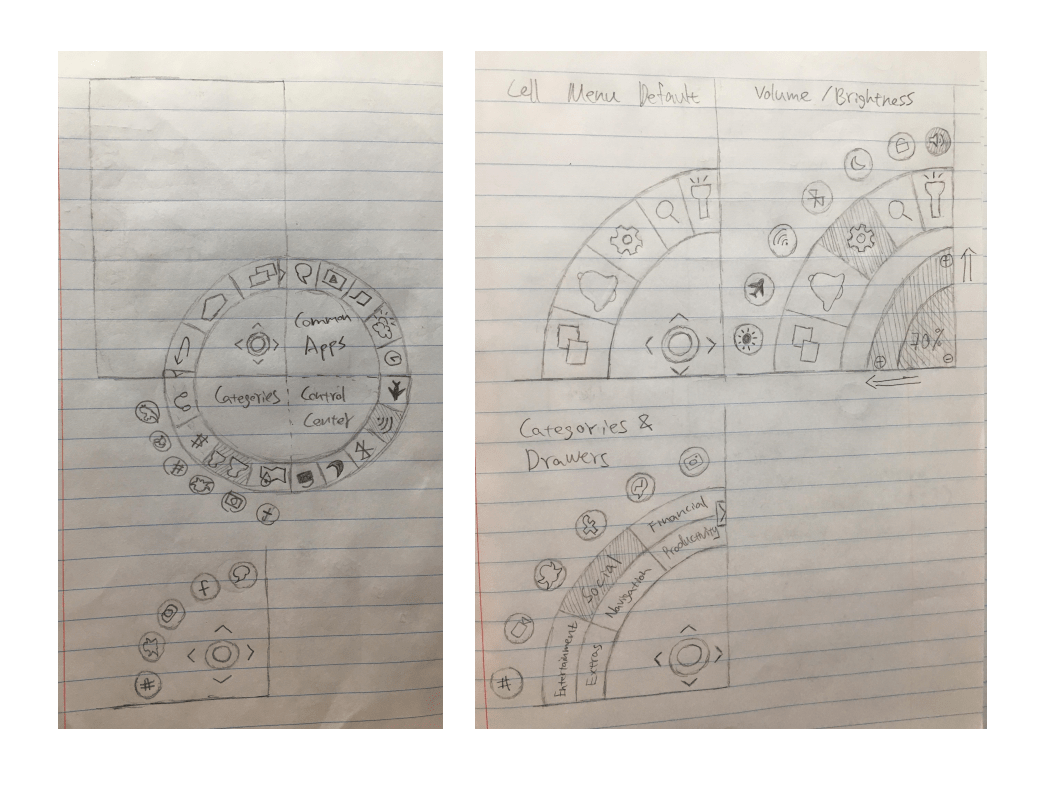 Common
Apps
Categories
Control
Center
#
#
f
f
#
Cell Menu Default
Volume / Brightness
70%
Categories &
Drawers
Financial
Productivity
Social
Navigation
Entertainment
Extras
#